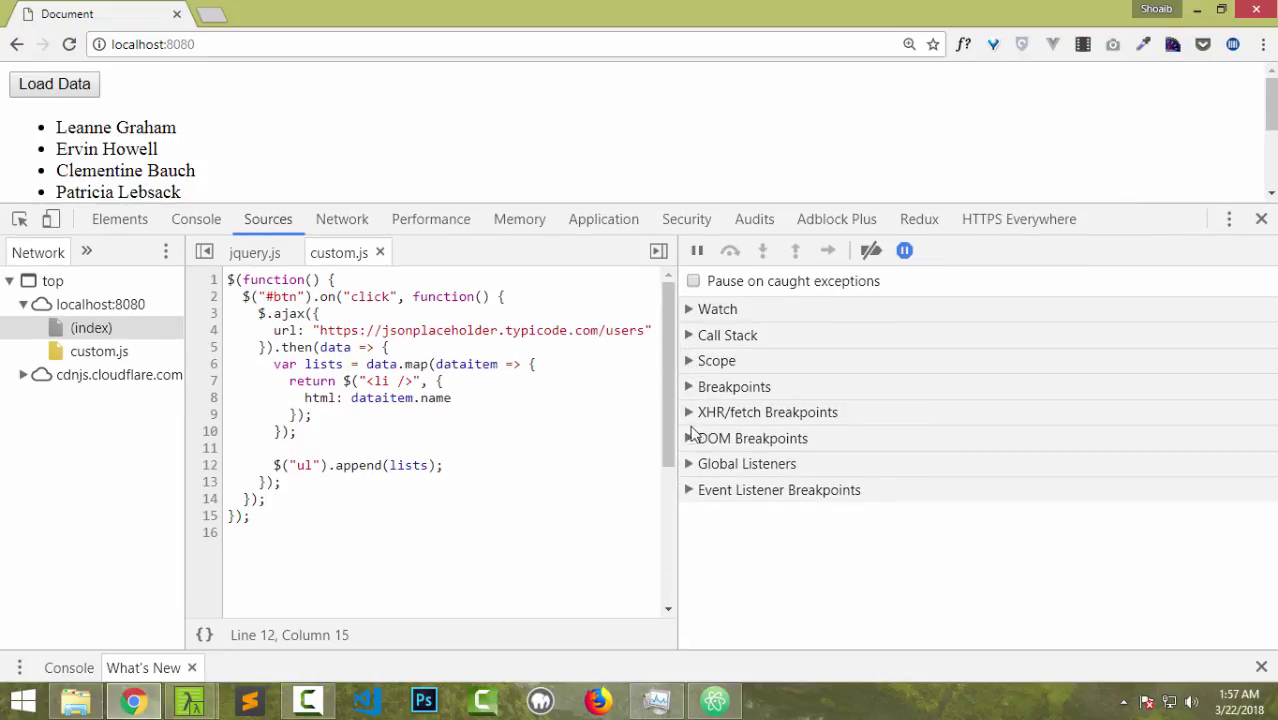 Document
Shoaib
localhost:8080
f?
Load Data
Leanne Graham
Ervin Howell
Clementine Bauch
Patricia Lebsack
Elements Console Sources Network Performance Memory Application Security Audits Adblock Plus Redux HTTPS Everywhere
Network
jquery.js custom.js
top
localhost:8080
(index)
custom.js
cdnjs.cloudflare.com
1 $(function() {
2 $("#btn").on("click", function() {
3 $.ajax({
4 url: "https://jsonplaceholder.typicode.com/users"
5 }).then(data => {
6 var lists = data.map(dataitem => {
7 return $("<li />", {
8 html: dataitem.name
9 });
10 });
11
12 $("ul").append(lists);
13 });
14 });
15 });
16
{} Line 12, Column 15
Pause on caught exceptions
Watch
Call Stack
Scope
Breakpoints
XHR/fetch Breakpoints
DOM Breakpoints
Global Listeners
Event Listener Breakpoints
Console What's New
Ps
1:57 AM
3/22/2018